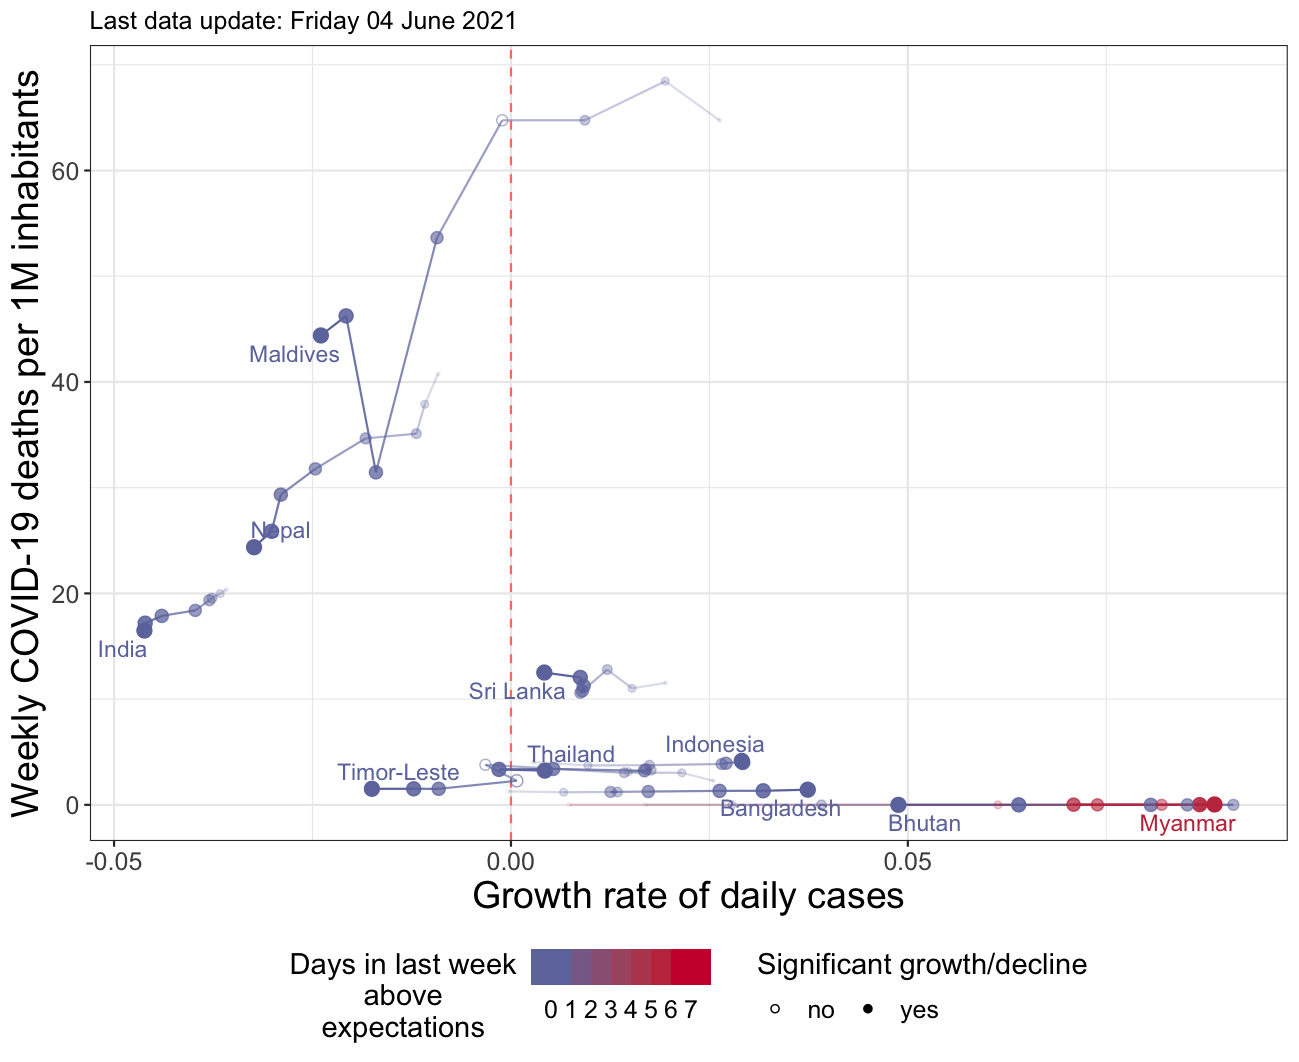 Last data update: Friday 04 June 2021
Weekly COVID-19 deaths per 1M inhabitants
60
40
20
0
Maldives
Nepal
India
Sri Lanka
Thailand
Indonesia
Timor-Leste
Bangladesh
Bhutan
Myanmar
-0.05
0.00
0.05
Growth rate of daily cases
Days in last week
above
expectations
0 1 2 3 4 5 6 7
Significant growth/decline
no
yes